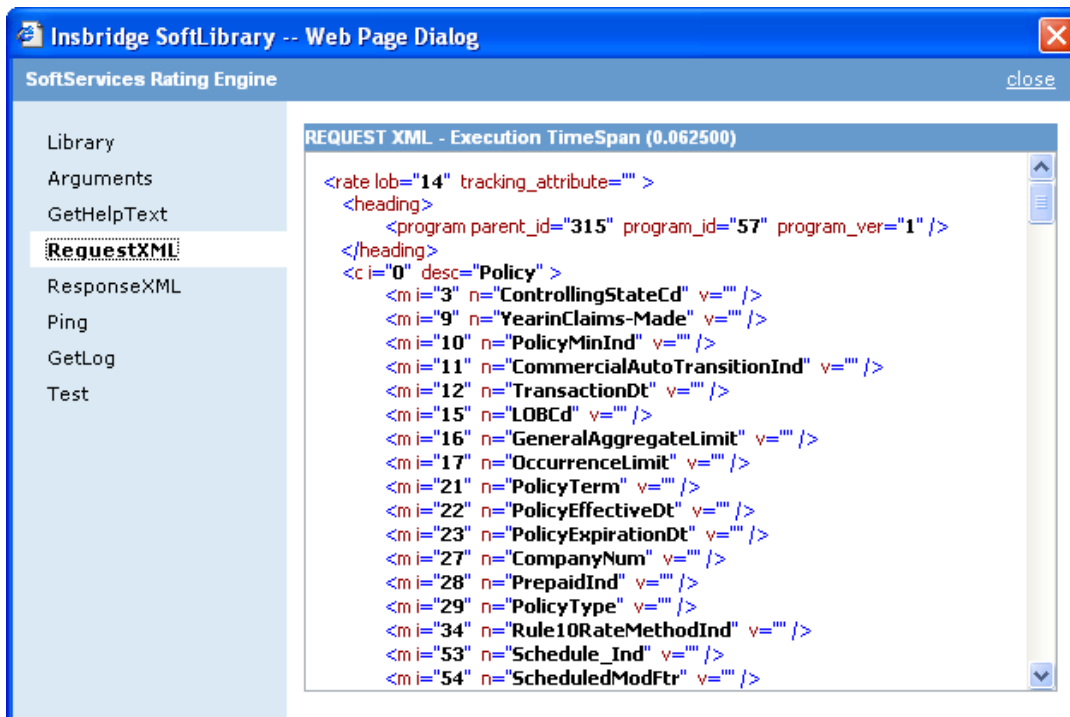 Insbridge SoftLibrary -- Web Page Dialog
SoftServices Rating Engine
close
Library
Arguments
GetHelpText
RequestXML
ResponseXML
Ping
GetLog
Test
REQUEST XML - Execution TimeSpan (0.062500)
<rate lob="14" tracking_attribute="" >
<heading>
<program parent_id="315" program_id="57" program_ver="1" />
</heading>
<c i="0" desc="Policy" >
<m i="3" n="ControllingStateCd" v="" />
<m i="9" n="YearinClaims-Made" v="" />
<m i="10" n="PolicyMinInd" v="" />
<m i="11" n="CommercialAutoTransitionInd" v="" />
<m i="12" n="TransactionDt" v="" />
<m i="15" n="LOBCd" v="" />
<m i="16" n="GeneralAggregateLimit" v="" />
<m i="17" n="OccurrenceLimit" v="" />
<m i="21" n="PolicyTerm" v="" />
<m i="22" n="PolicyEffectiveDt" v="" />
<m i="23" n="PolicyExpirationDt" v="" />
<m i="27" n="CompanyNum" v="" />
<m i="28" n="PrepaidInd" v="" />
<m i="29" n="PolicyType" v="" />
<m i="34" n="Rule10RateMethodInd" v="" />
<m i="53" n="Schedule_Ind" v="" />
<m i="54" n="ScheduledModFtr" v="" />